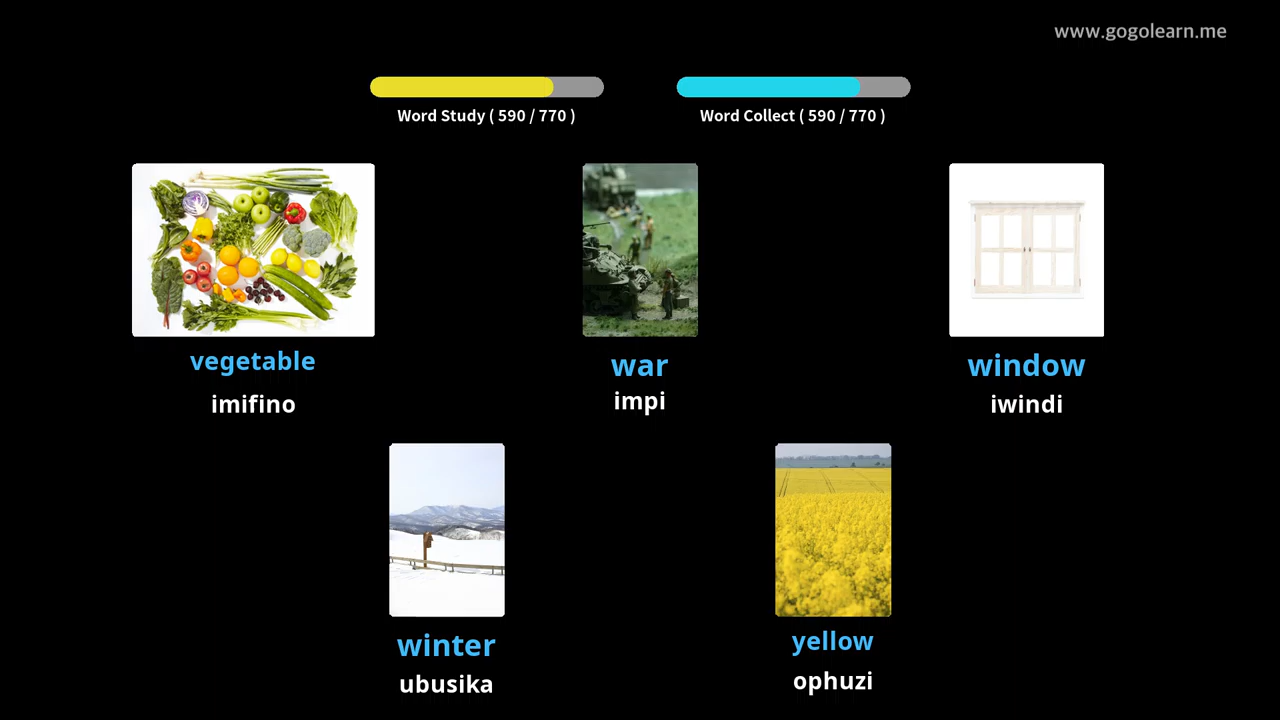 www.gogolearn.me
Word Study ( 590 / 770 )
Word Collect ( 590 / 770 )
vegetable
imifino
war
impi
window
iwindi
winter
ubusika
yellow
ophuzi